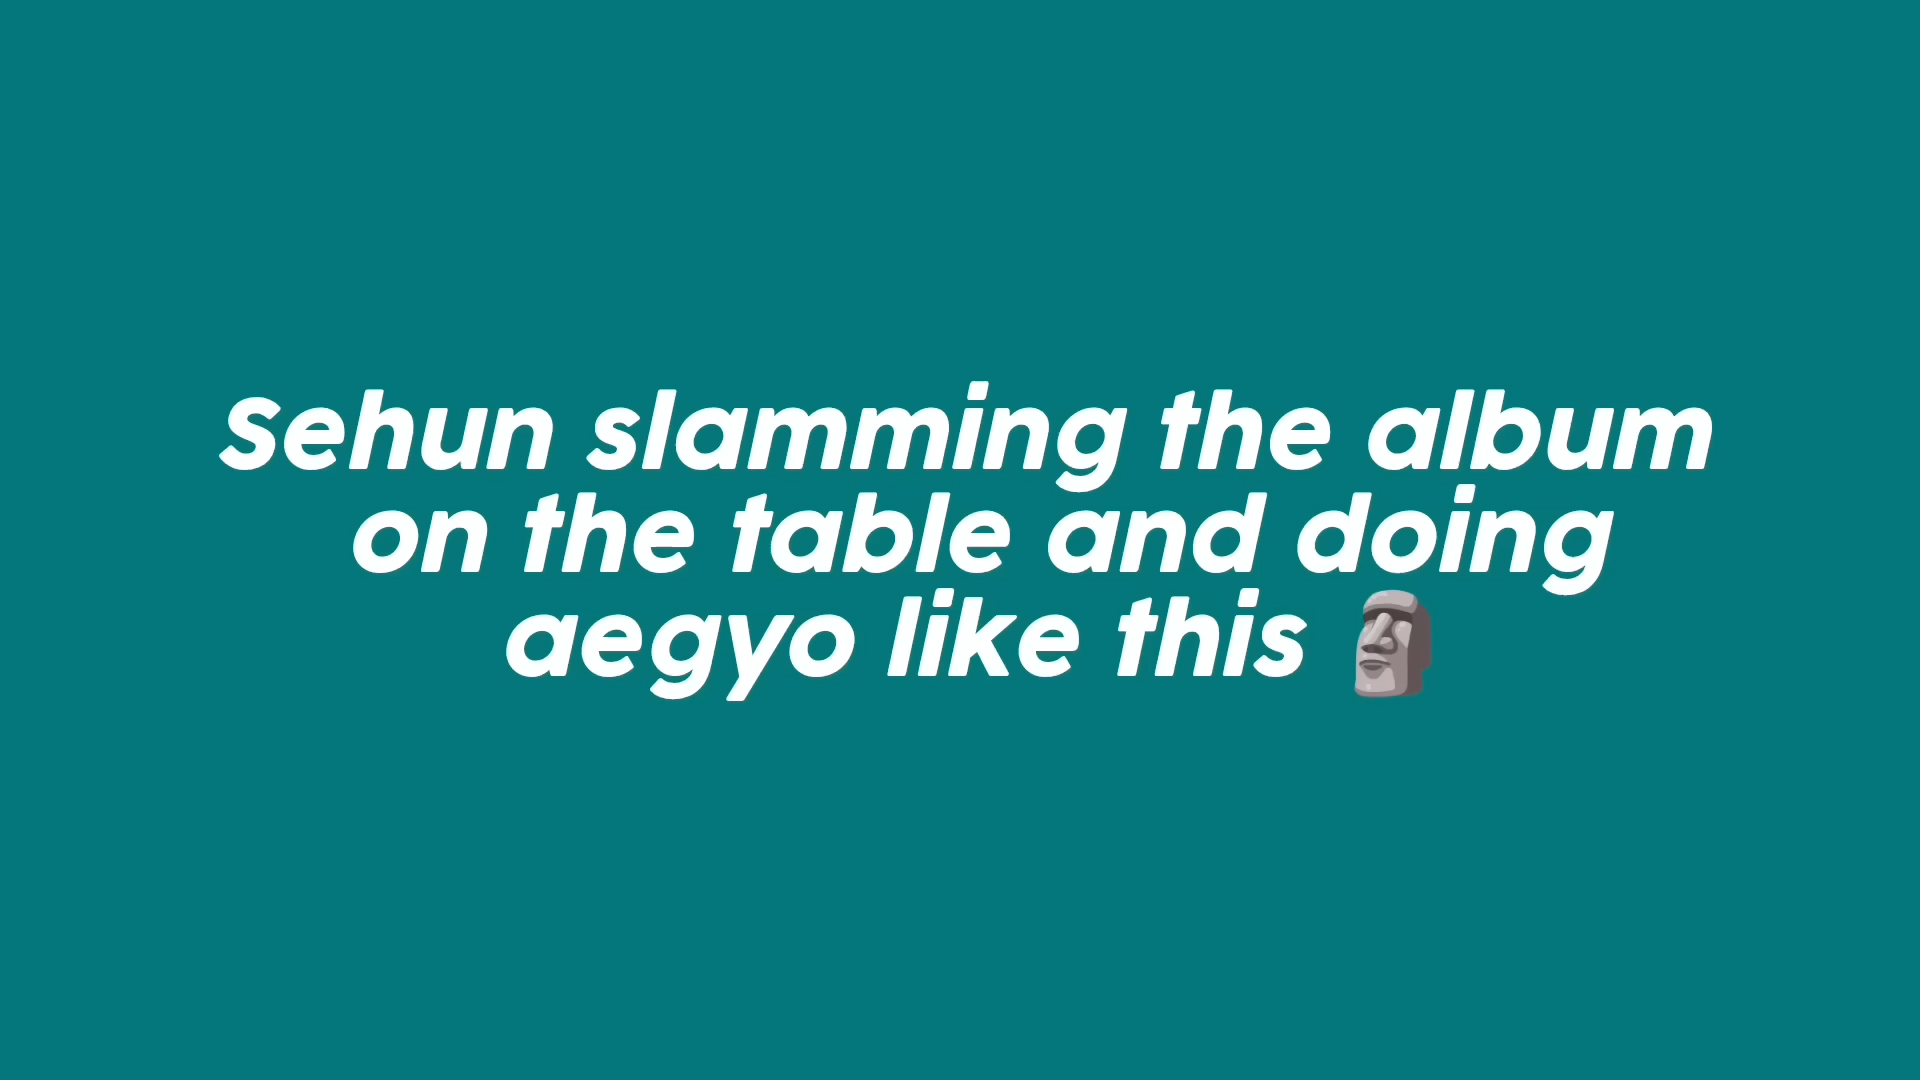 Sehun slamming the album
on the table and doing
aegyo like this 🗿